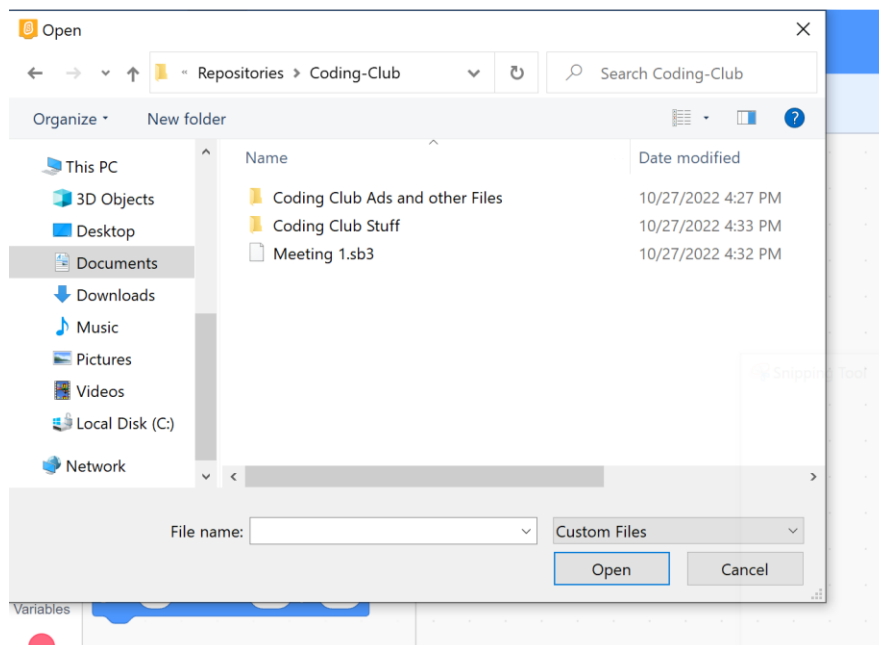 Open
« Repositories > Coding-Club
Search Coding-Club
Organize
New folder
Name
Date modified
This PC
3D Objects
Desktop
Documents
Downloads
Music
Pictures
Videos
Local Disk (C:)
Network
Coding Club Ads and other Files 10/27/2022 4:27 PM
Coding Club Stuff 10/27/2022 4:33 PM
Meeting 1.sb3 10/27/2022 4:32 PM
Snipping Tool
File name:
Custom Files
Open
Cancel
Variables